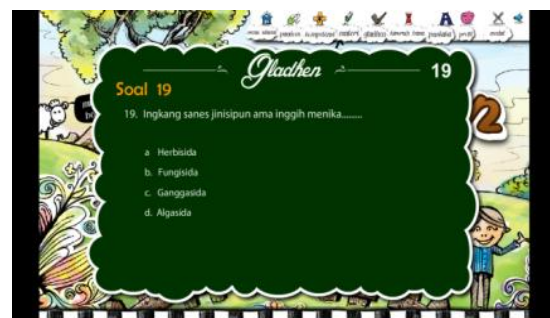 Gladhen
19
Soal 19
19. Ingkang sanes jinisipun ama inggih menika.........
a Herbisida
b. Fungisida
c. Ganggasida
d. Algasida